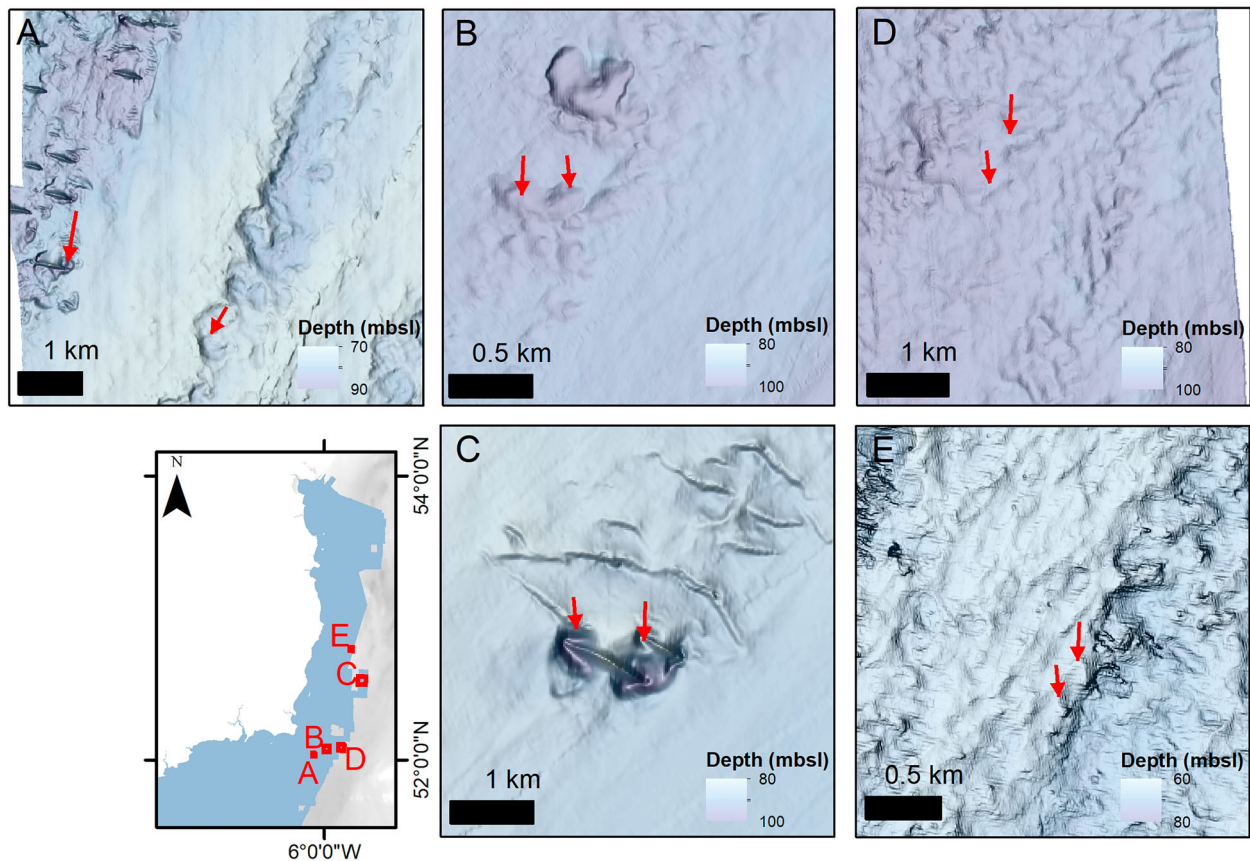 A
Depth (mbsl)
70
90
1 km
B
Depth (mbsl)
80
100
0.5 km
D
Depth (mbsl)
80
100
1 km
N
54°0'0"N
52°0'0"N
6°0'0"W
E
C
B
A
D
C
Depth (mbsl)
80
100
1 km
E
Depth (mbsl)
60
80
0.5 km